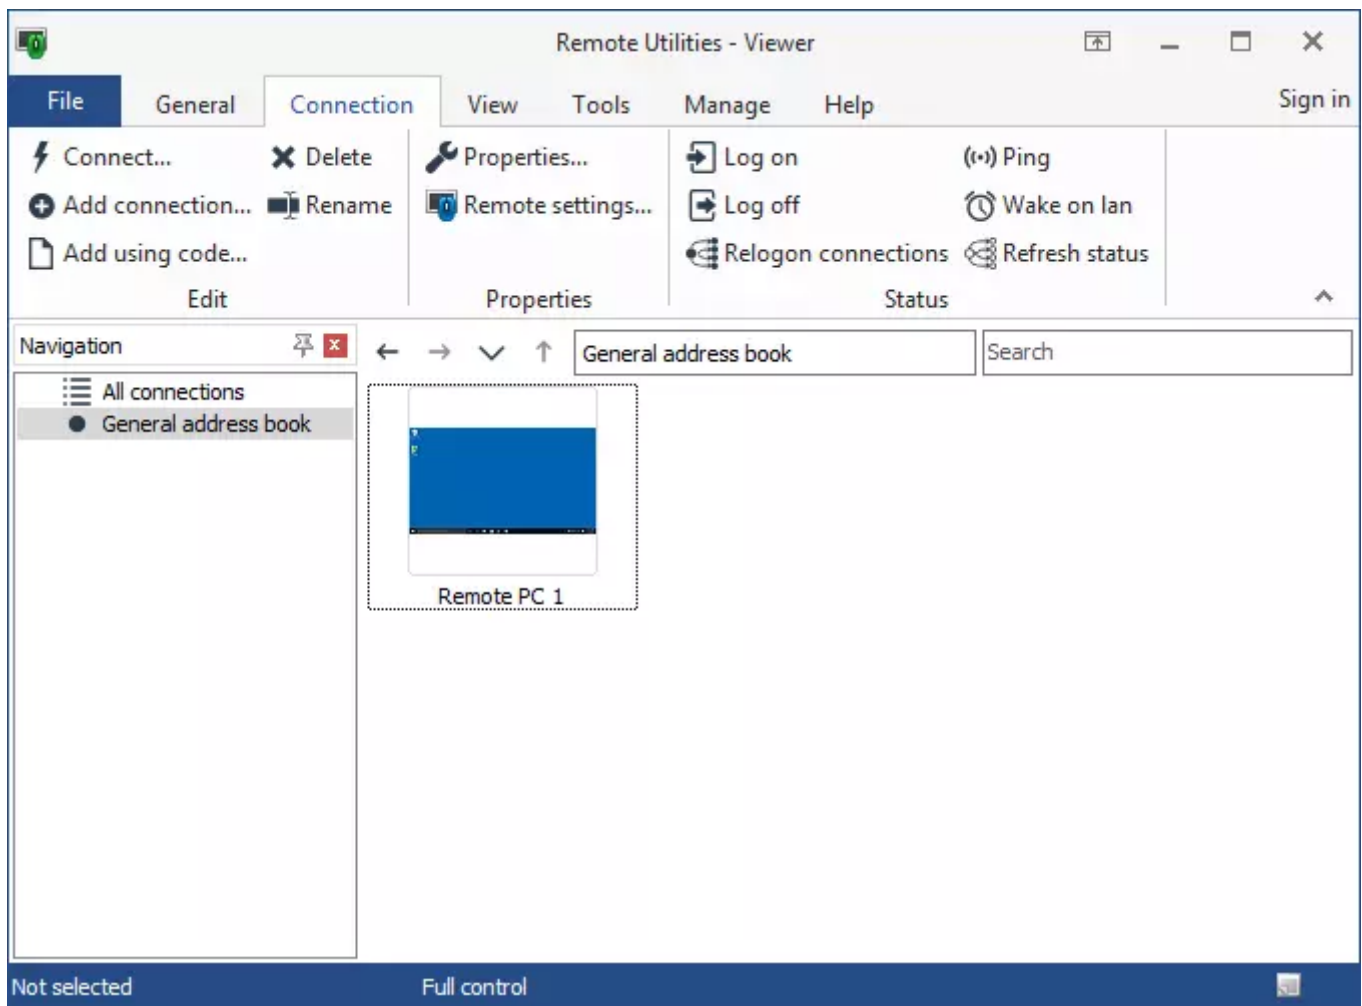 Remote Utilities - Viewer
File General Connection View Tools Manage Help Sign in
Connect... Delete Properties... Log on Ping
Add connection... Rename Remote settings... Log off Wake on lan
Add using code... Relogon connections Refresh status
Edit Properties Status
Navigation General address book Search
All connections
General address book
Remote PC 1
Not selected Full control